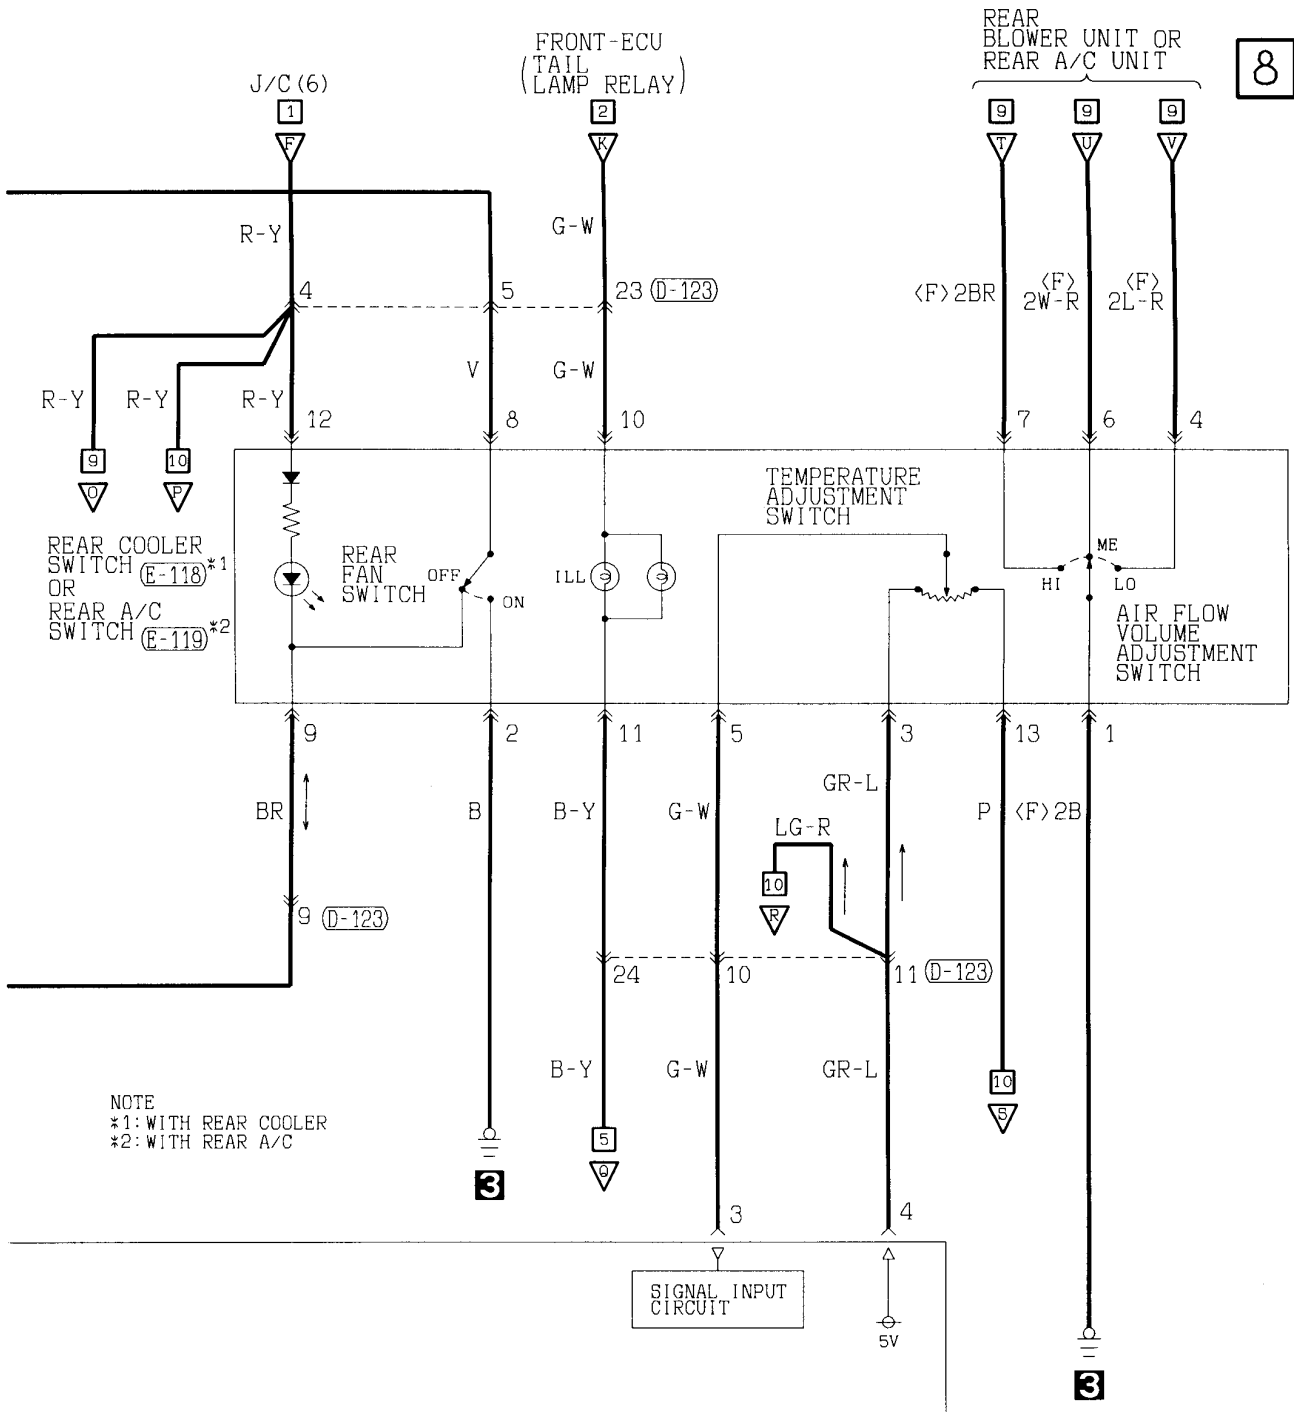 REAR
BLOWER UNIT OR
REAR A/C UNIT
8
FRONT-ECU
(TAIL
LAMP RELAY)
J/C(6)
1
2
9
9
9
F
K
T
U
V
R-Y
G-W
4
5
23 (D-123)
<F>2BR
<F>
2W-R
<F>
2L-R
V
G-W
R-Y
R-Y
R-Y
12
8
10
7
6
4
9
10
O
P
TEMPERATURE
ADJUSTMENT
SWITCH
REAR COOLER
SWITCH (E-118)*1
OR
REAR A/C
SWITCH (E-119)*2
REAR
FAN
SWITCH
OFF
ON
ILL
ME
HI
LO
AIR FLOW
VOLUME
ADJUSTMENT
SWITCH
9
2
11
5
3
13
1
GR-L
BR
B
B-Y
G-W
P
<F>2B
LG-R
10
R
9 (D-123)
24
10
11 (D-123)
B-Y
G-W
GR-L
10
S
NOTE
*1:WITH REAR COOLER
*2:WITH REAR A/C
5
Q
3
3
4
SIGNAL INPUT
CIRCUIT
5V
3